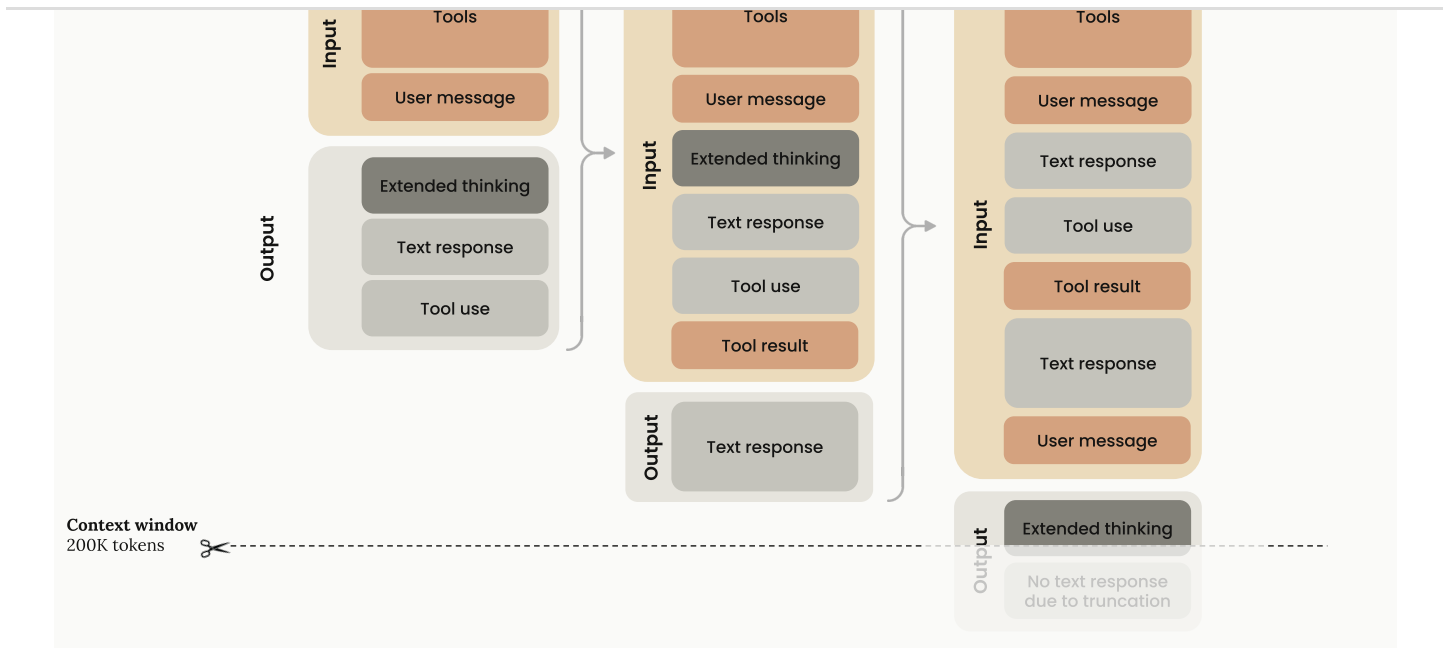 Input
Tools
User message
Output
Extended thinking
Text response
Tool use
Input
Tools
User message
Extended thinking
Text response
Tool use
Tool result
Output
Text response
Input
Tools
User message
Text response
Tool use
Tool result
Text response
User message
Output
Extended thinking
No text response
due to truncation
Context window
200K tokens